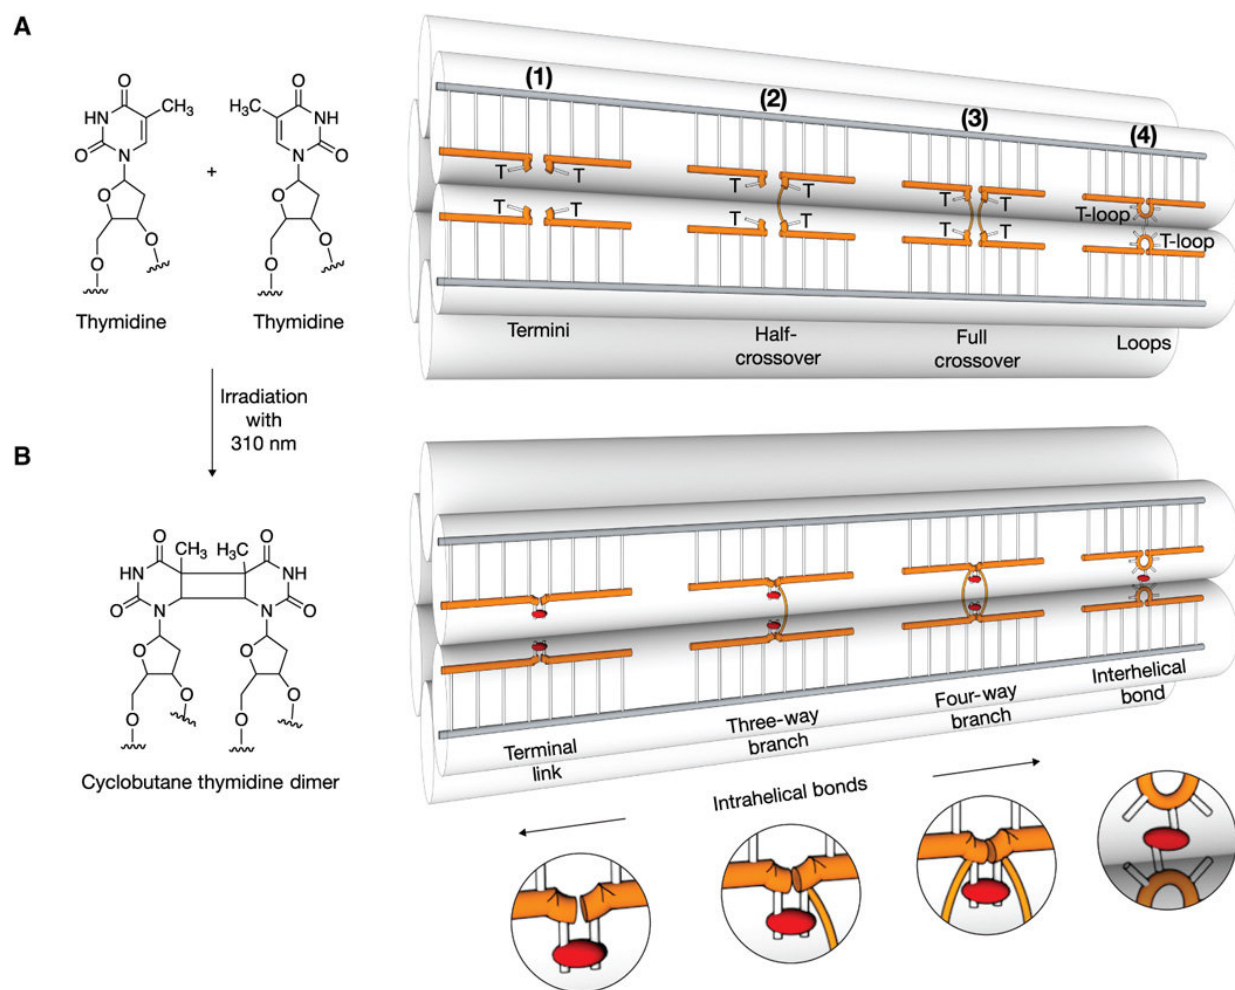 A
O
CH3
NH
O
N
O
O
O
Thymidine
+
O
H3C
NH
N
O
O
O
O
Thymidine
(1)
(2)
(3)
(4)
T
T
T
T
T
T
T-loop
T
T
T
T
T
T
T-loop
Termini
Half-
crossover
Full
crossover
Loops
Irradiation
with
310 nm
B
O
CH3
H3C
O
HN
NH
O
N
N
O
O
O
O
O
O
O
Cyclobutane thymidine dimer
Terminal
link
Three-way
branch
Four-way
branch
Interhelical
bond
Intrahelical bonds